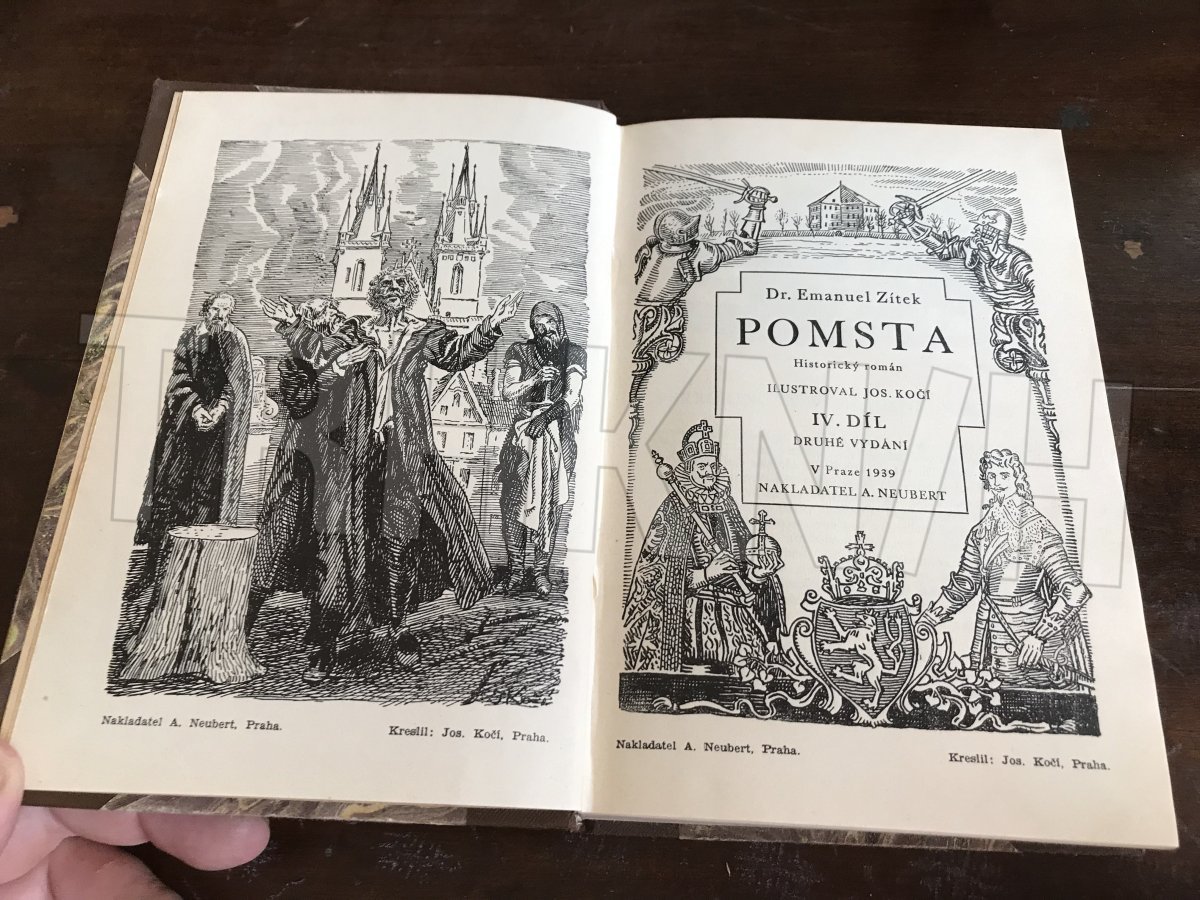 Nakladatel A. Neubert, Praha.
Kreslil: Jos. Kočí, Praha.
Dr. Emanuel Zítek
POMSTA
Historický román
ILUSTROVAL JOS. KOČÍ
IV. DÍL
DRUHÉ VYDÁNÍ
V Praze 1939
NAKLADATEL A. NEUBERT
Nakladatel A. Neubert, Praha.
Kreslil: Jos. Kočí, Praha.